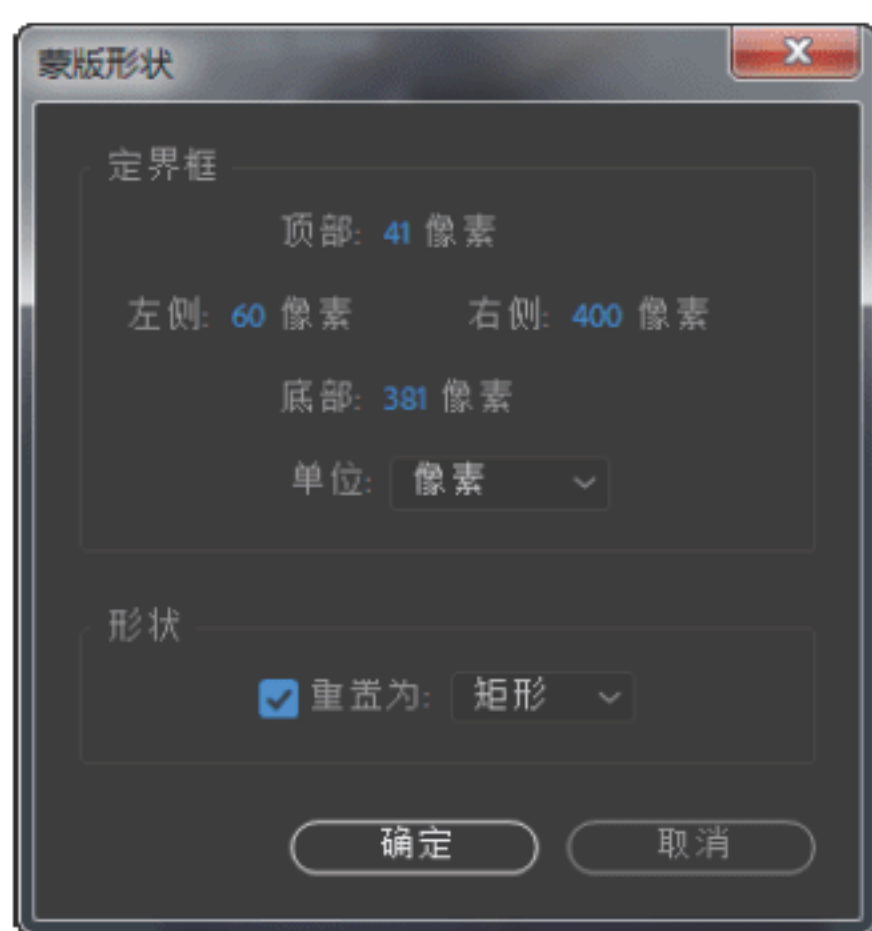 蒙版形状
定界框
顶部: 41 像素
左侧: 60 像素 右侧: 400 像素
底部: 381 像素
单位: 像素
形状
重置为: 矩形
确定 取消